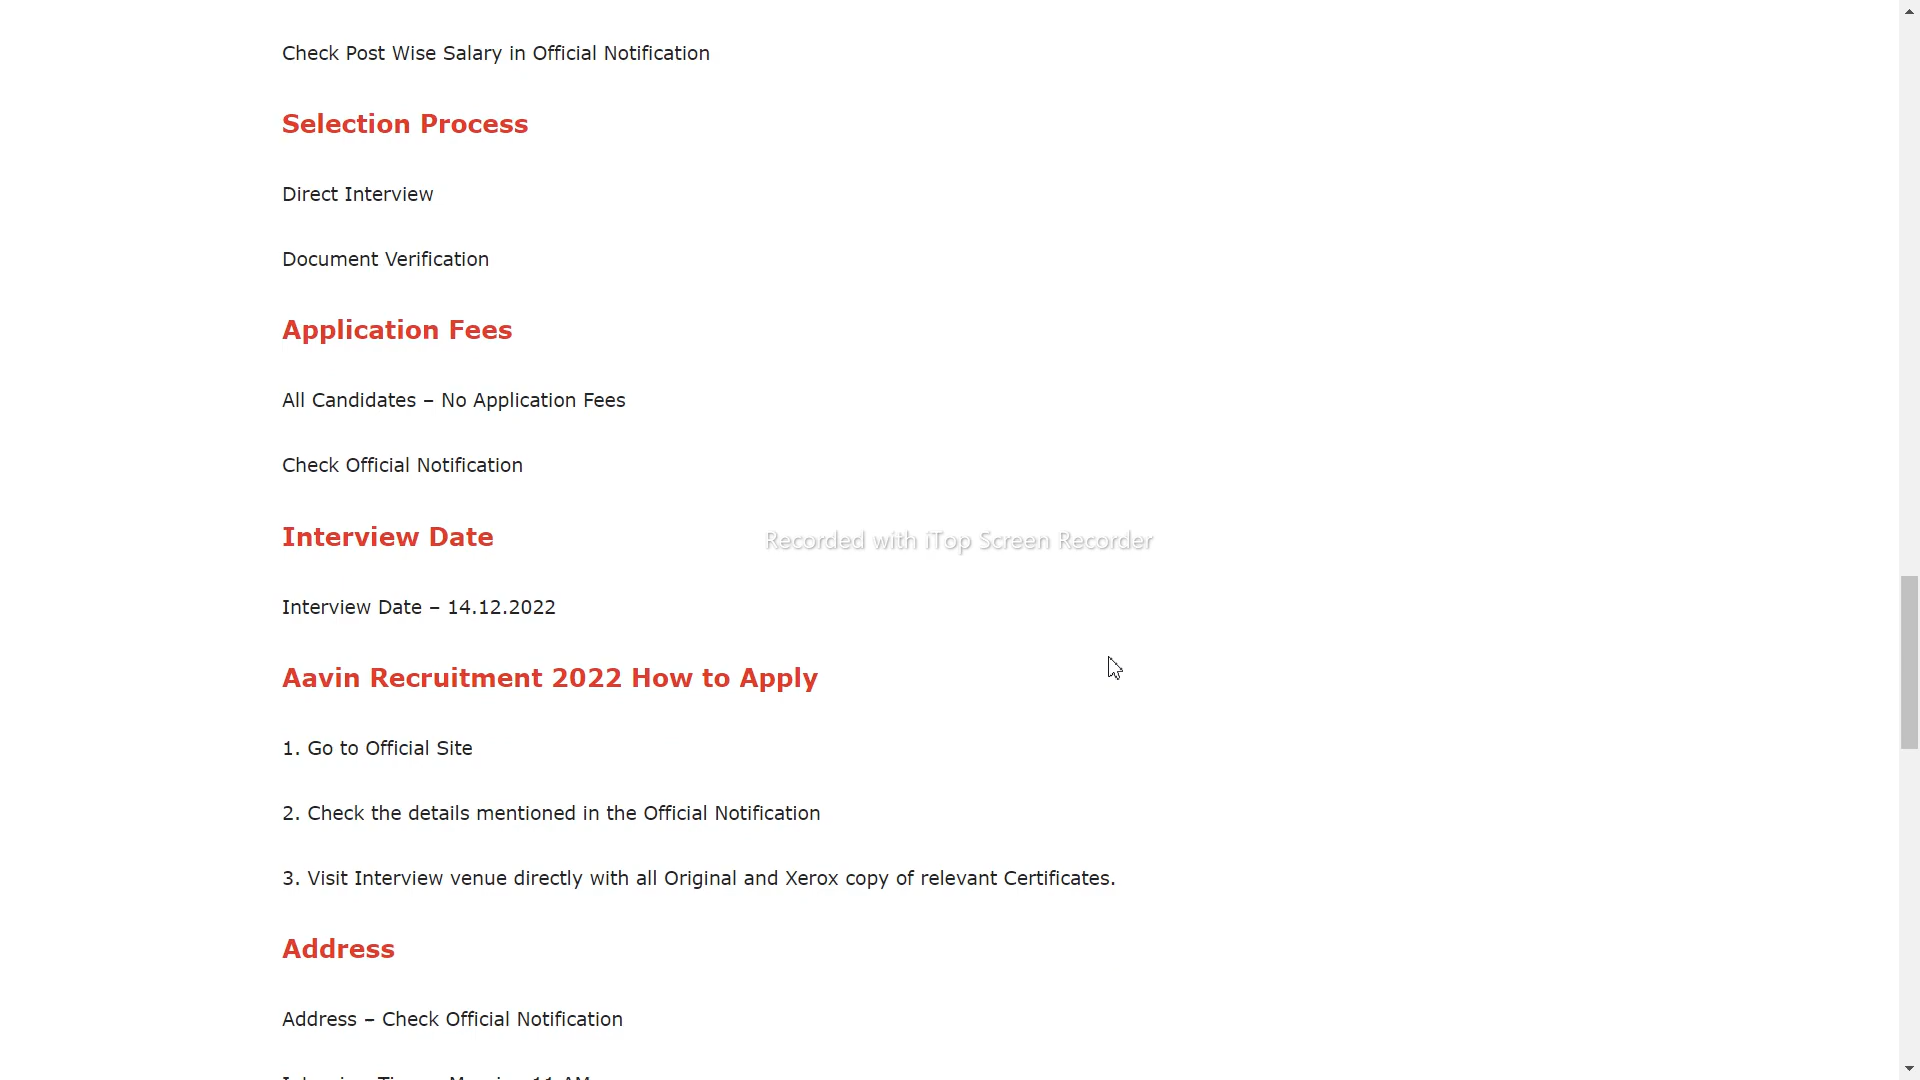 Check Post Wise Salary in Official Notification
Selection Process
Direct Interview
Document Verification
Application Fees
All Candidates – No Application Fees
Check Official Notification
Interview Date
Recorded with iTop Screen Recorder
Interview Date – 14.12.2022
Aavin Recruitment 2022 How to Apply
1. Go to Official Site
2. Check the details mentioned in the Official Notification
3. Visit Interview venue directly with all Original and Xerox copy of relevant Certificates.
Address
Address – Check Official Notification